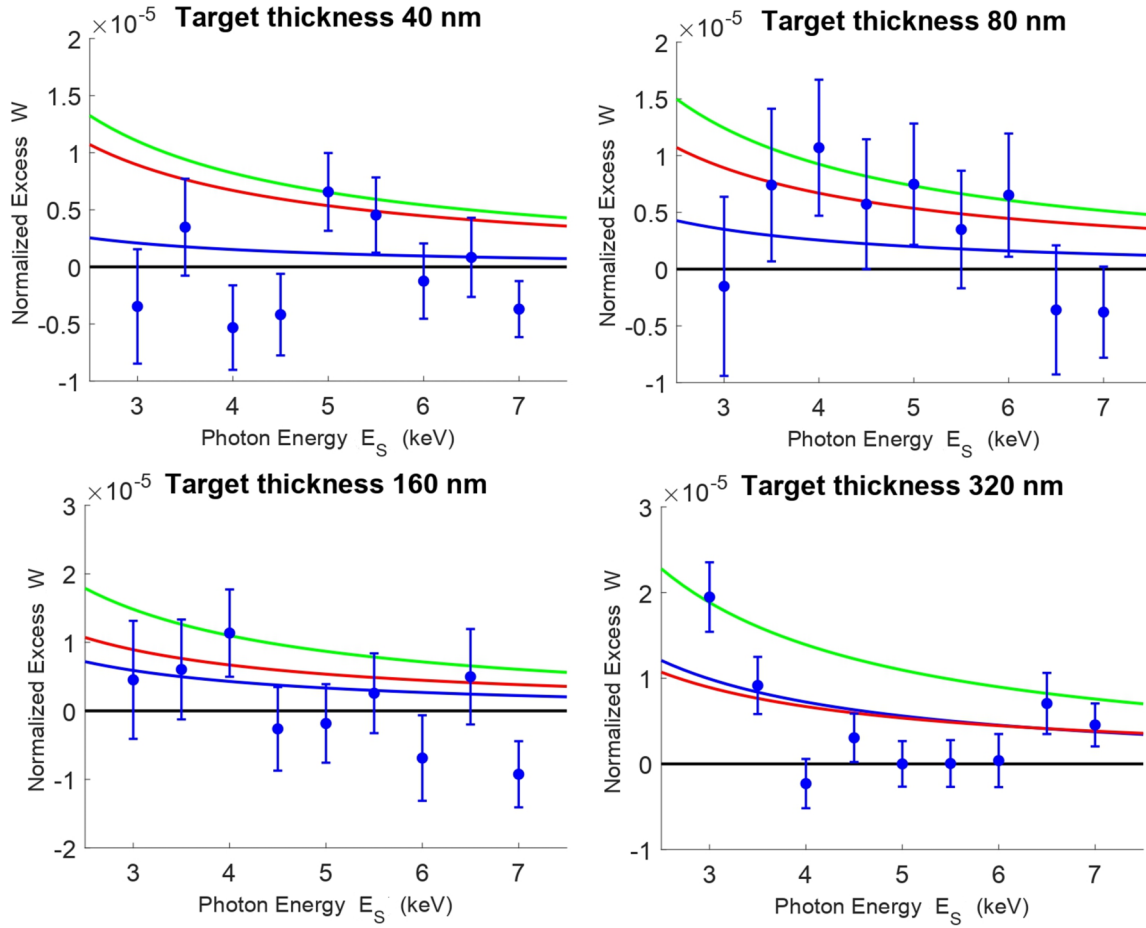 ×10⁻⁵ Target thickness 40 nm
2
1.5
1
0.5
0
-0.5
-1
Normalized Excess W
3 4 5 6 7
Photon Energy E_S (keV)
×10⁻⁵ Target thickness 80 nm
2
1.5
1
0.5
0
-0.5
-1
Normalized Excess W
3 4 5 6 7
Photon Energy E_S (keV)
×10⁻⁵ Target thickness 160 nm
3
2
1
0
-1
-2
Normalized Excess W
3 4 5 6 7
Photon Energy E_S (keV)
×10⁻⁵ Target thickness 320 nm
3
2
1
0
-1
Normalized Excess W
3 4 5 6 7
Photon Energy E_S (keV)